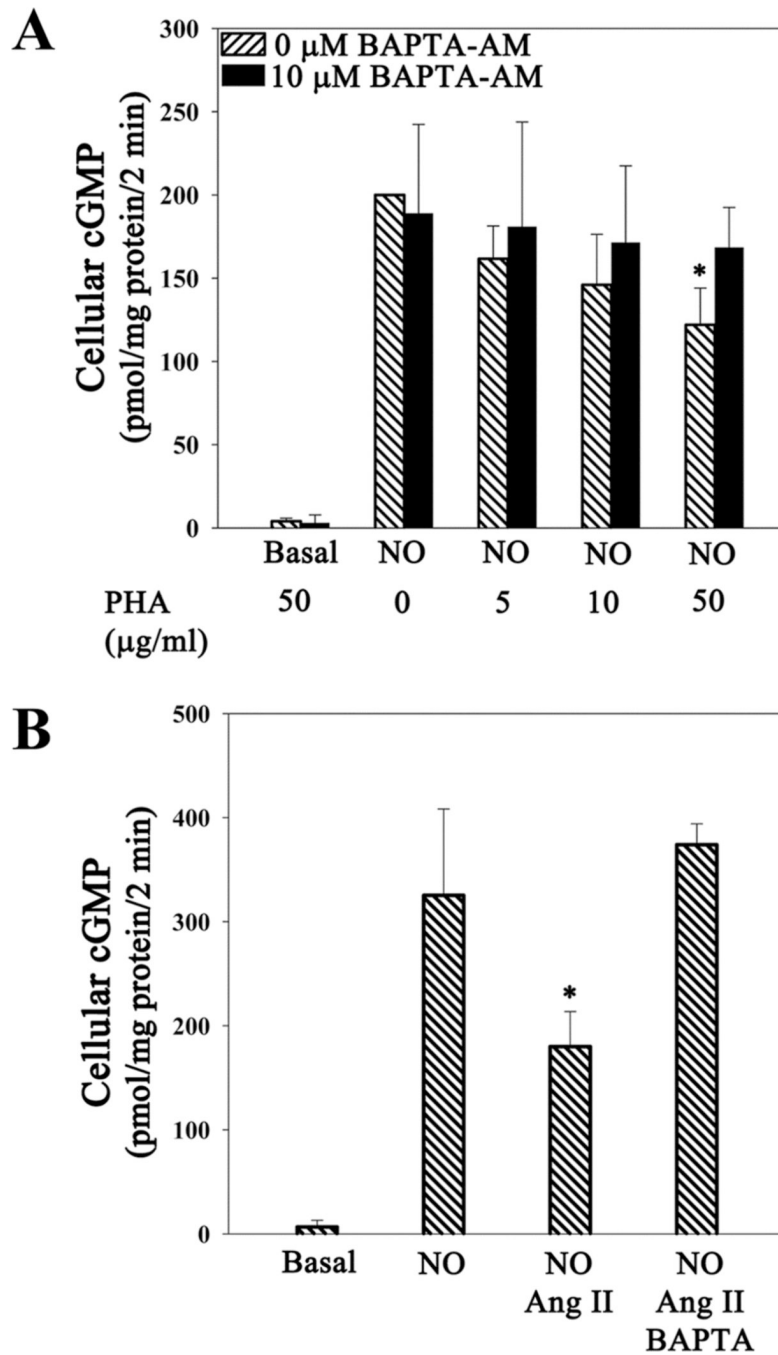 A
300
0 μM BAPTA-AM
10 μM BAPTA-AM
250
200
150
100
50
0
Cellular cGMP
(pmol/mg protein/2 min)
*
Basal NO NO NO NO
PHA 50 0 5 10 50
(μg/ml)
B
500
400
300
200
100
0
Cellular cGMP
(pmol/mg protein/2 min)
*
Basal NO NO NO
Ang II Ang II
BAPTA